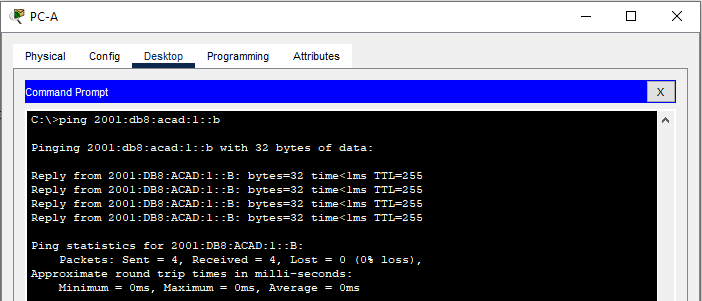 PC-A
Physical Config Desktop Programming Attributes
Command Prompt X
C:\>ping 2001:db8:acad:1::b
Pinging 2001:db8:acad:1::b with 32 bytes of data:
Reply from 2001:DB8:ACAD:1::B: bytes=32 time<1ms TTL=255
Reply from 2001:DB8:ACAD:1::B: bytes=32 time<1ms TTL=255
Reply from 2001:DB8:ACAD:1::B: bytes=32 time<1ms TTL=255
Reply from 2001:DB8:ACAD:1::B: bytes=32 time<1ms TTL=255
Ping statistics for 2001:DB8:ACAD:1::B:
Packets: Sent = 4, Received = 4, Lost = 0 (0% loss),
Approximate round trip times in milli-seconds:
Minimum = 0ms, Maximum = 0ms, Average = 0ms